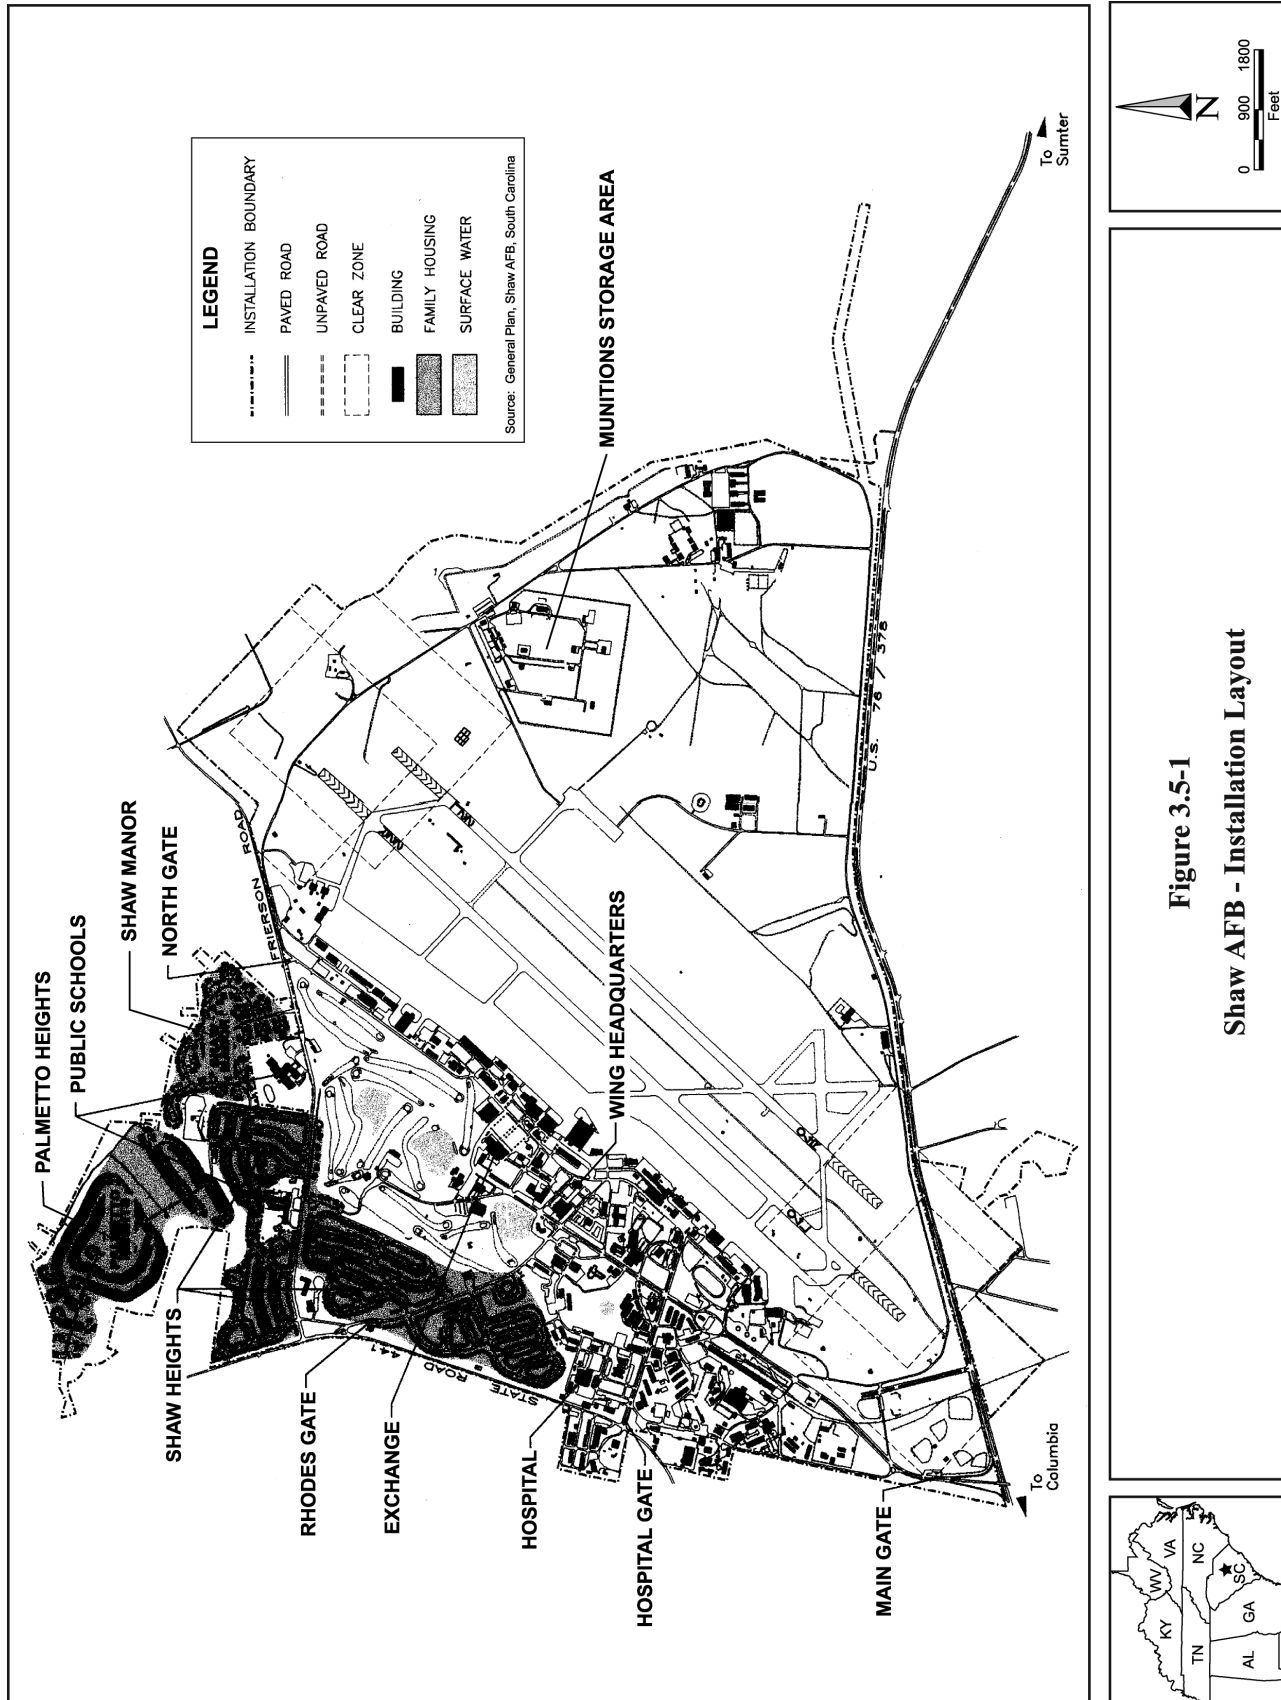 PALMETTO HEIGHTS
PUBLIC SCHOOLS
SHAW MANOR
NORTH GATE
SHAW HEIGHTS
FRIERSON ROAD
STATE ROAD 441
RHODES GATE
EXCHANGE
HOSPITAL
HOSPITAL GATE
WING HEADQUARTERS
MUNITIONS STORAGE AREA
MAIN GATE
U.S. 76 / 378
To
Columbia
To
Sumter
LEGEND
INSTALLATION BOUNDARY
PAVED ROAD
UNPAVED ROAD
CLEAR ZONE
BUILDING
FAMILY HOUSING
SURFACE WATER
Source: General Plan, Shaw AFB, South Carolina
KY
WV
VA
TN
NC
AL
GA
SC
Figure 3.5-1
Shaw AFB - Installation Layout
N
0 900 1800
Feet